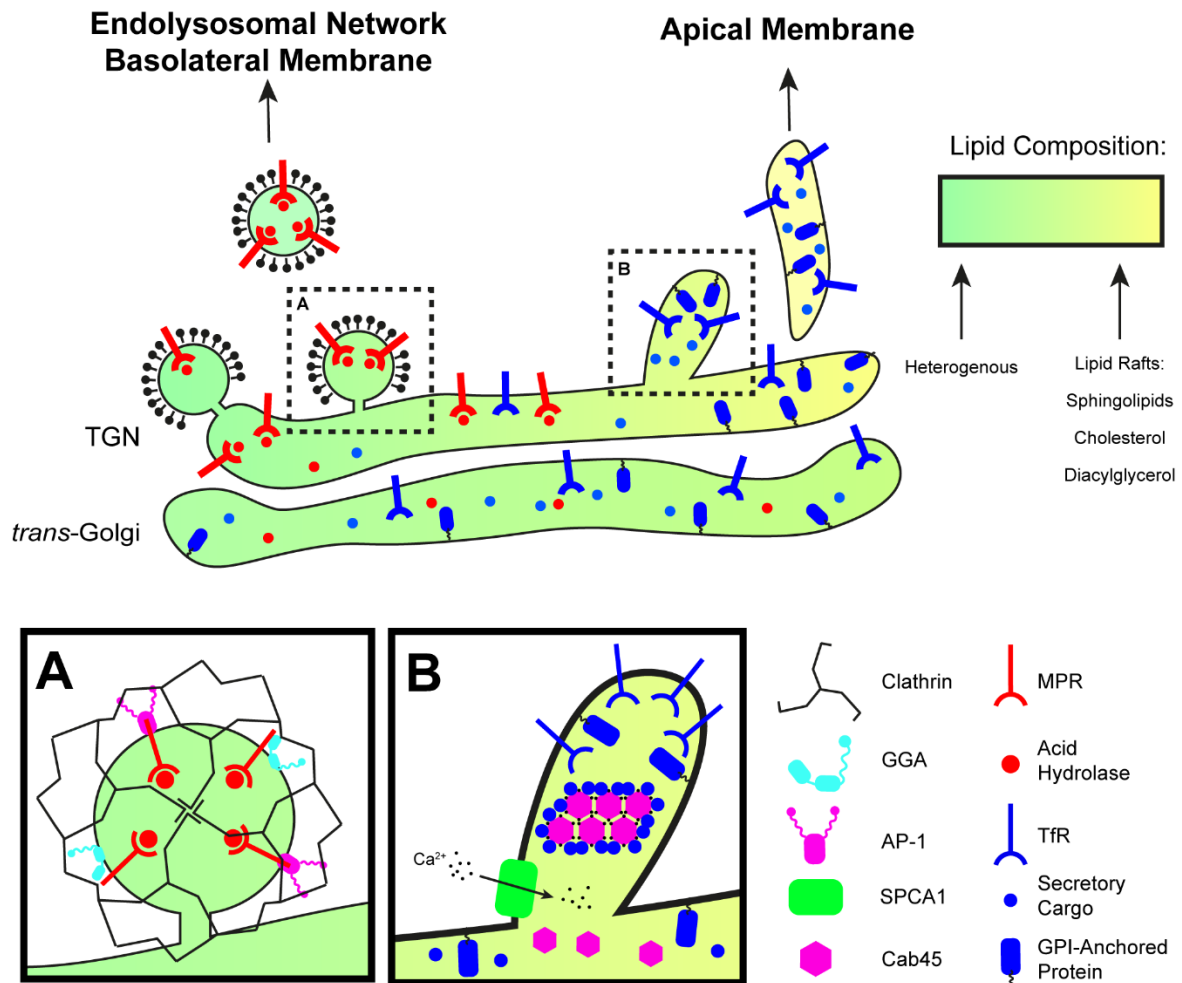 Endolysosomal Network
Basolateral Membrane
Apical Membrane
Lipid Composition:
A
B
Heterogenous
Lipid Rafts:
Sphingolipids
Cholesterol
Diacylglycerol
TGN
trans-Golgi
A
B
Ca²⁺
Clathrin
MPR
GGA
Acid
Hydrolase
AP-1
TfR
SPCA1
Secretory
Cargo
Cab45
GPI-Anchored
Protein